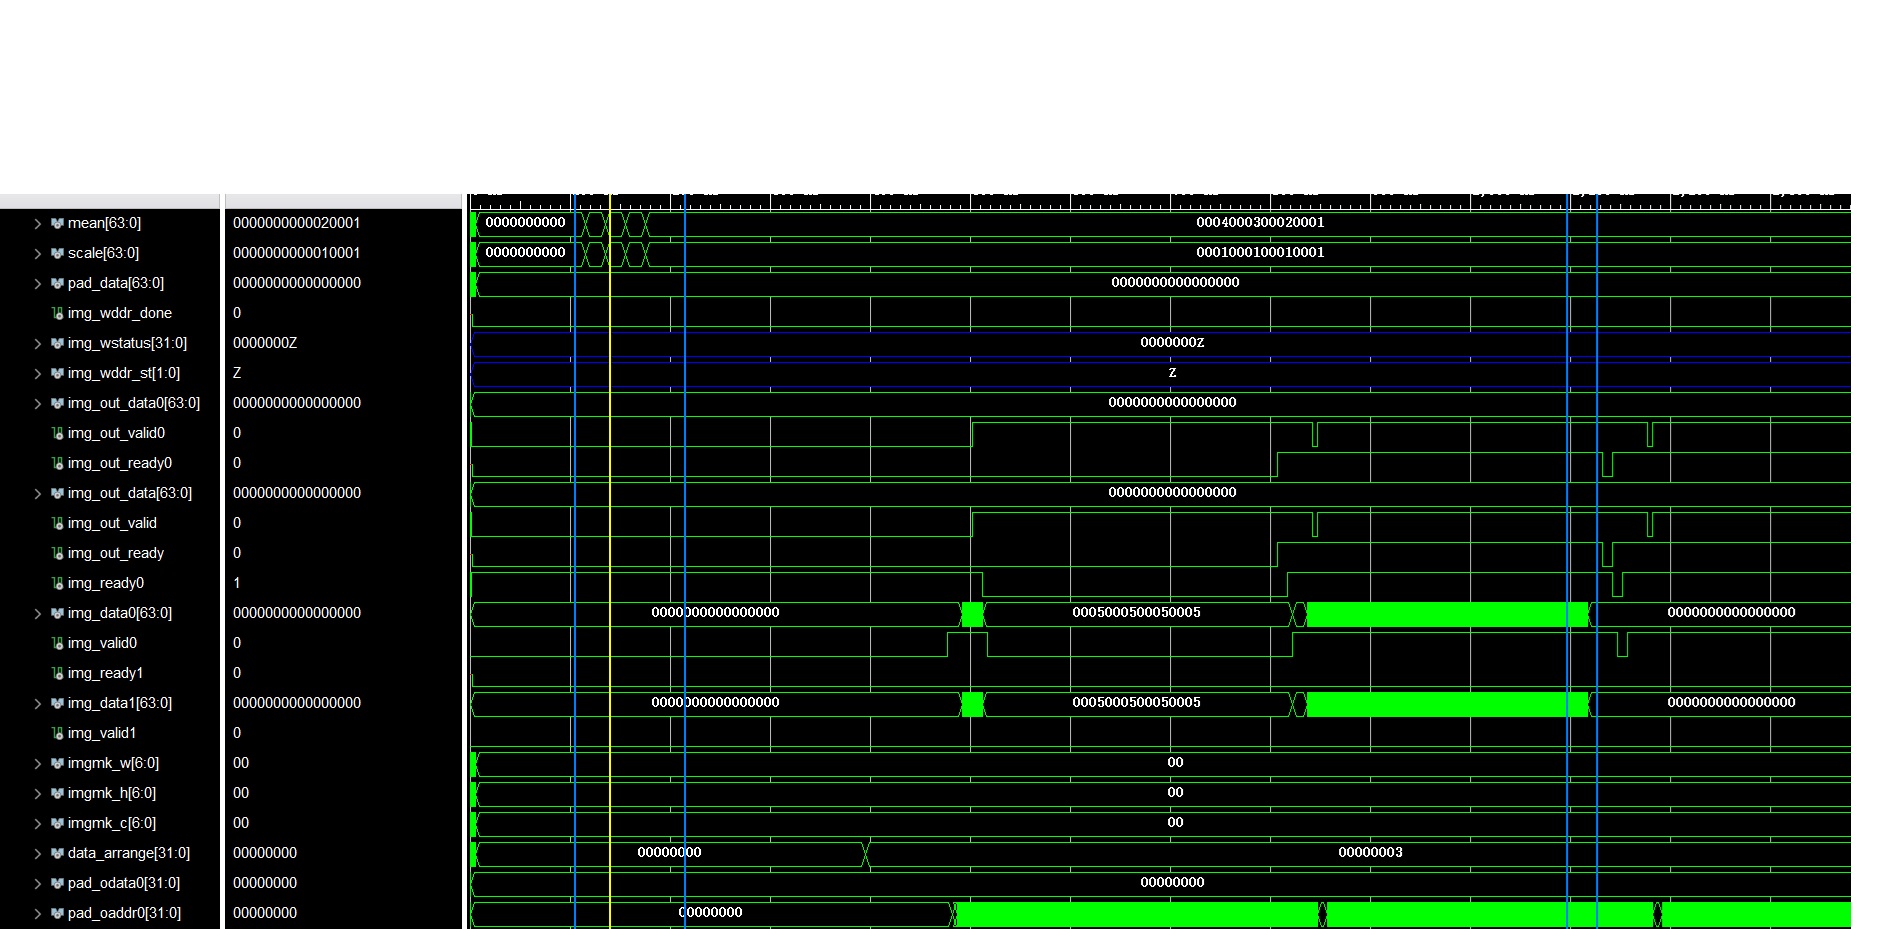 mean[63:0] 0000000000020001 0000000000 0004000300020001
scale[63:0] 0000000000010001 0000000000 0001000100010001
pad_data[63:0] 0000000000000000 0000000000000000
img_wddr_done 0
img_wstatus[31:0] 0000000Z 0000000Z
img_wddr_st[1:0] Z Z
img_out_data0[63:0] 0000000000000000 0000000000000000
img_out_valid0 0
img_out_ready0 0
img_out_data[63:0] 0000000000000000 0000000000000000
img_out_valid 0
img_out_ready 0
img_ready0 1
img_data0[63:0] 0000000000000000 0000000000000000 0005000500050005 0000000000000000
img_valid0 0
img_ready1 0
img_data1[63:0] 0000000000000000 0000000000000000 0005000500050005 0000000000000000
img_valid1 0
imgmk_w[6:0] 00 00
imgmk_h[6:0] 00 00
imgmk_c[6:0] 00 00
data_arrange[31:0] 00000000 00000000 00000003
pad_odata0[31:0] 00000000 00000000
pad_oaddr0[31:0] 00000000 00000000